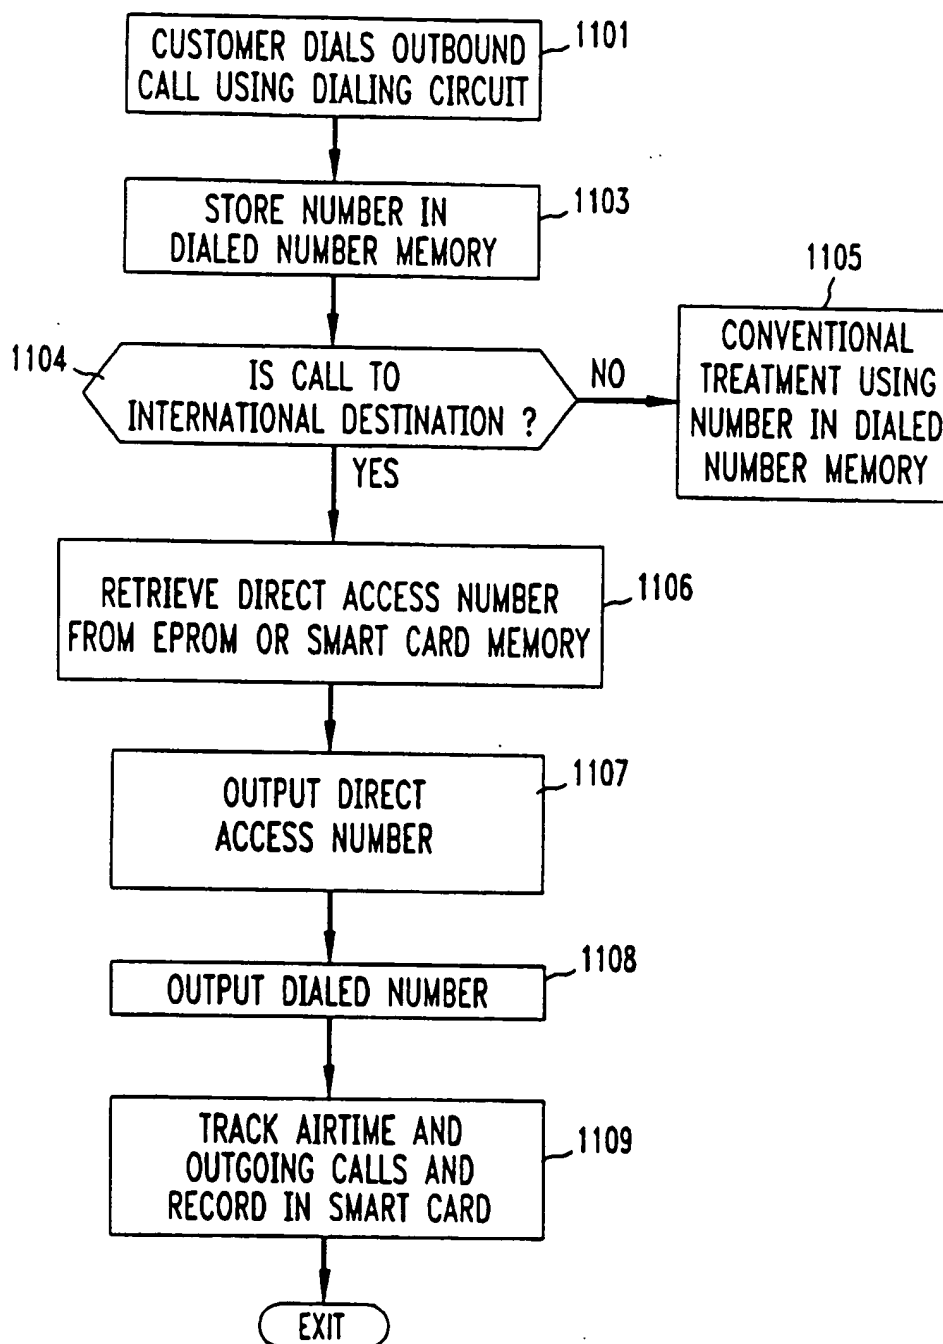 CUSTOMER DIALS OUTBOUND
CALL USING DIALING CIRCUIT
1101
STORE NUMBER IN
DIALED NUMBER MEMORY
1103
1104
IS CALL TO
INTERNATIONAL DESTINATION ?
NO
YES
1105
CONVENTIONAL
TREATMENT USING
NUMBER IN DIALED
NUMBER MEMORY
RETRIEVE DIRECT ACCESS NUMBER
FROM EPROM OR SMART CARD MEMORY
1106
OUTPUT DIRECT
ACCESS NUMBER
1107
OUTPUT DIALED NUMBER
1108
TRACK AIRTIME AND
OUTGOING CALLS AND
RECORD IN SMART CARD
1109
EXIT